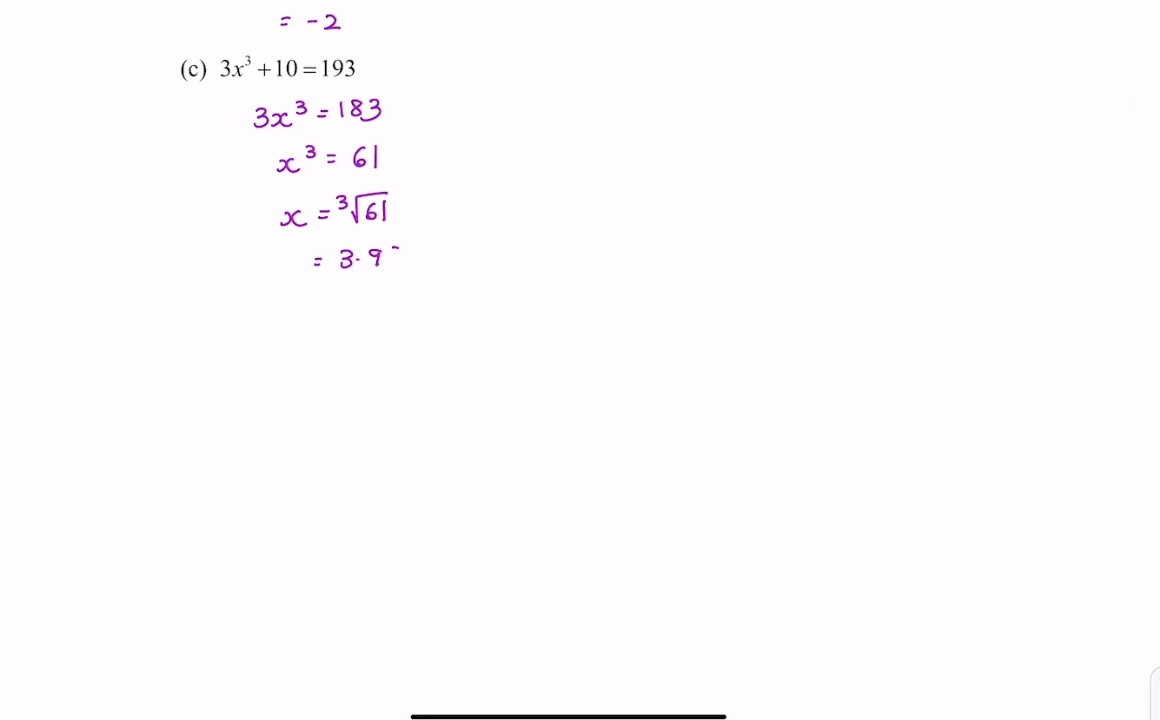 = -2
(c) 3x³ + 10 = 193
3x³ = 183
x³ = 61
x = ³√61
= 3.9